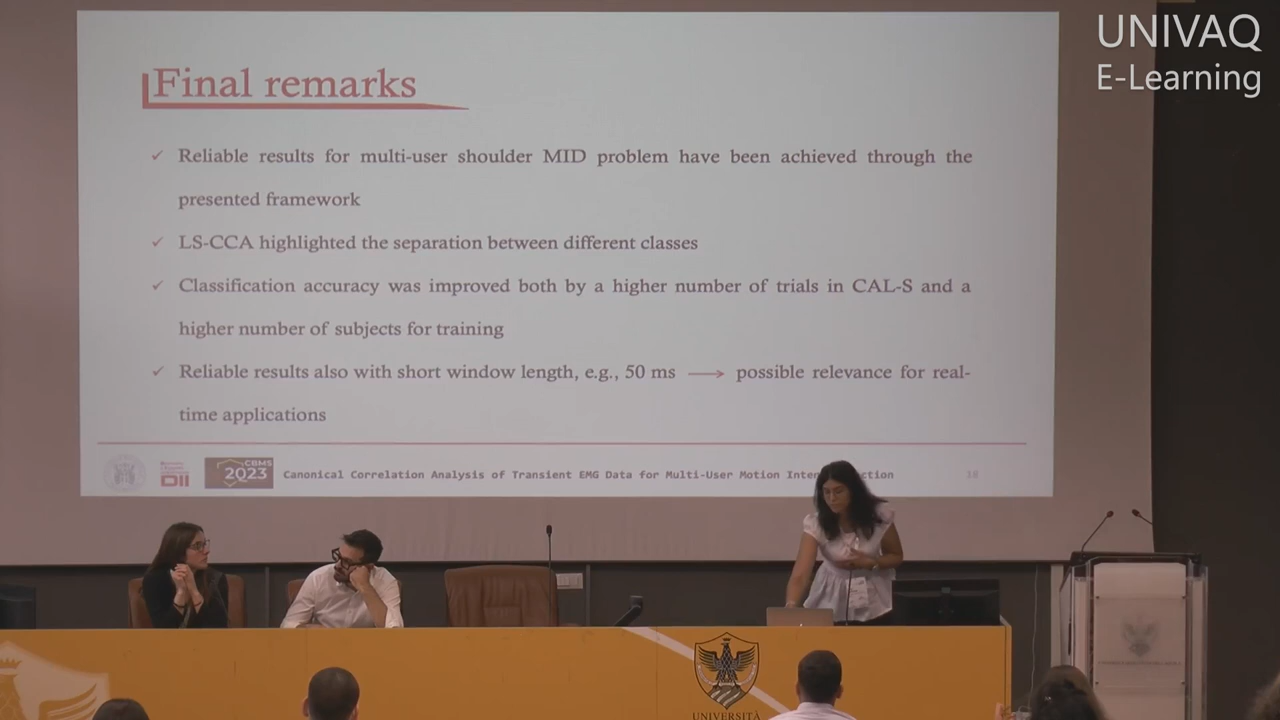 UNIVAQ
E-Learning
Final remarks
✓ Reliable results for multi-user shoulder MID problem have been achieved through the
presented framework
✓ LS-CCA highlighted the separation between different classes
✓ Classification accuracy was improved both by a higher number of trials in CAL-S and a
higher number of subjects for training
✓ Reliable results also with short window length, e.g., 50 ms ⟶ possible relevance for real-
time applications
DII
CBMS
2023
Canonical Correlation Analysis of Transient EMG Data for Multi-User Motion Inten ction
UNIVERSITÀ